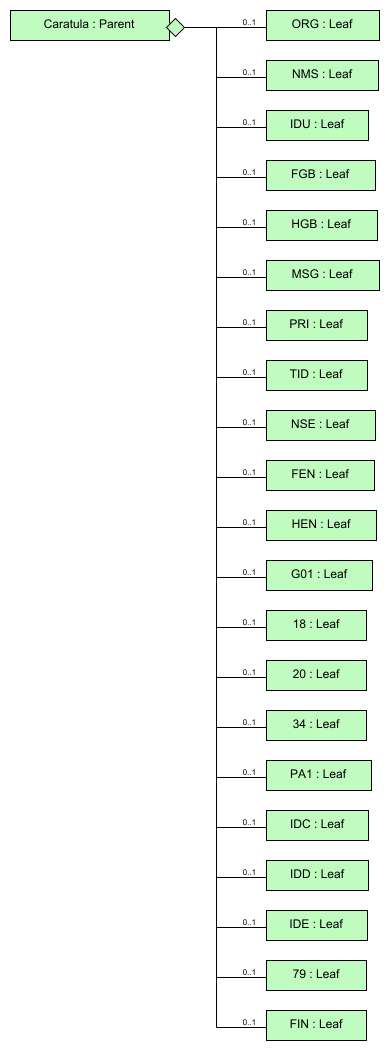 Caratula : Parent
0..1
ORG : Leaf
0..1
NMS : Leaf
0..1
IDU : Leaf
0..1
FGB : Leaf
0..1
HGB : Leaf
0..1
MSG : Leaf
0..1
PRI : Leaf
0..1
TID : Leaf
0..1
NSE : Leaf
0..1
FEN : Leaf
0..1
HEN : Leaf
0..1
G01 : Leaf
0..1
18 : Leaf
0..1
20 : Leaf
0..1
34 : Leaf
0..1
PA1 : Leaf
0..1
IDC : Leaf
0..1
IDD : Leaf
0..1
IDE : Leaf
0..1
79 : Leaf
0..1
FIN : Leaf